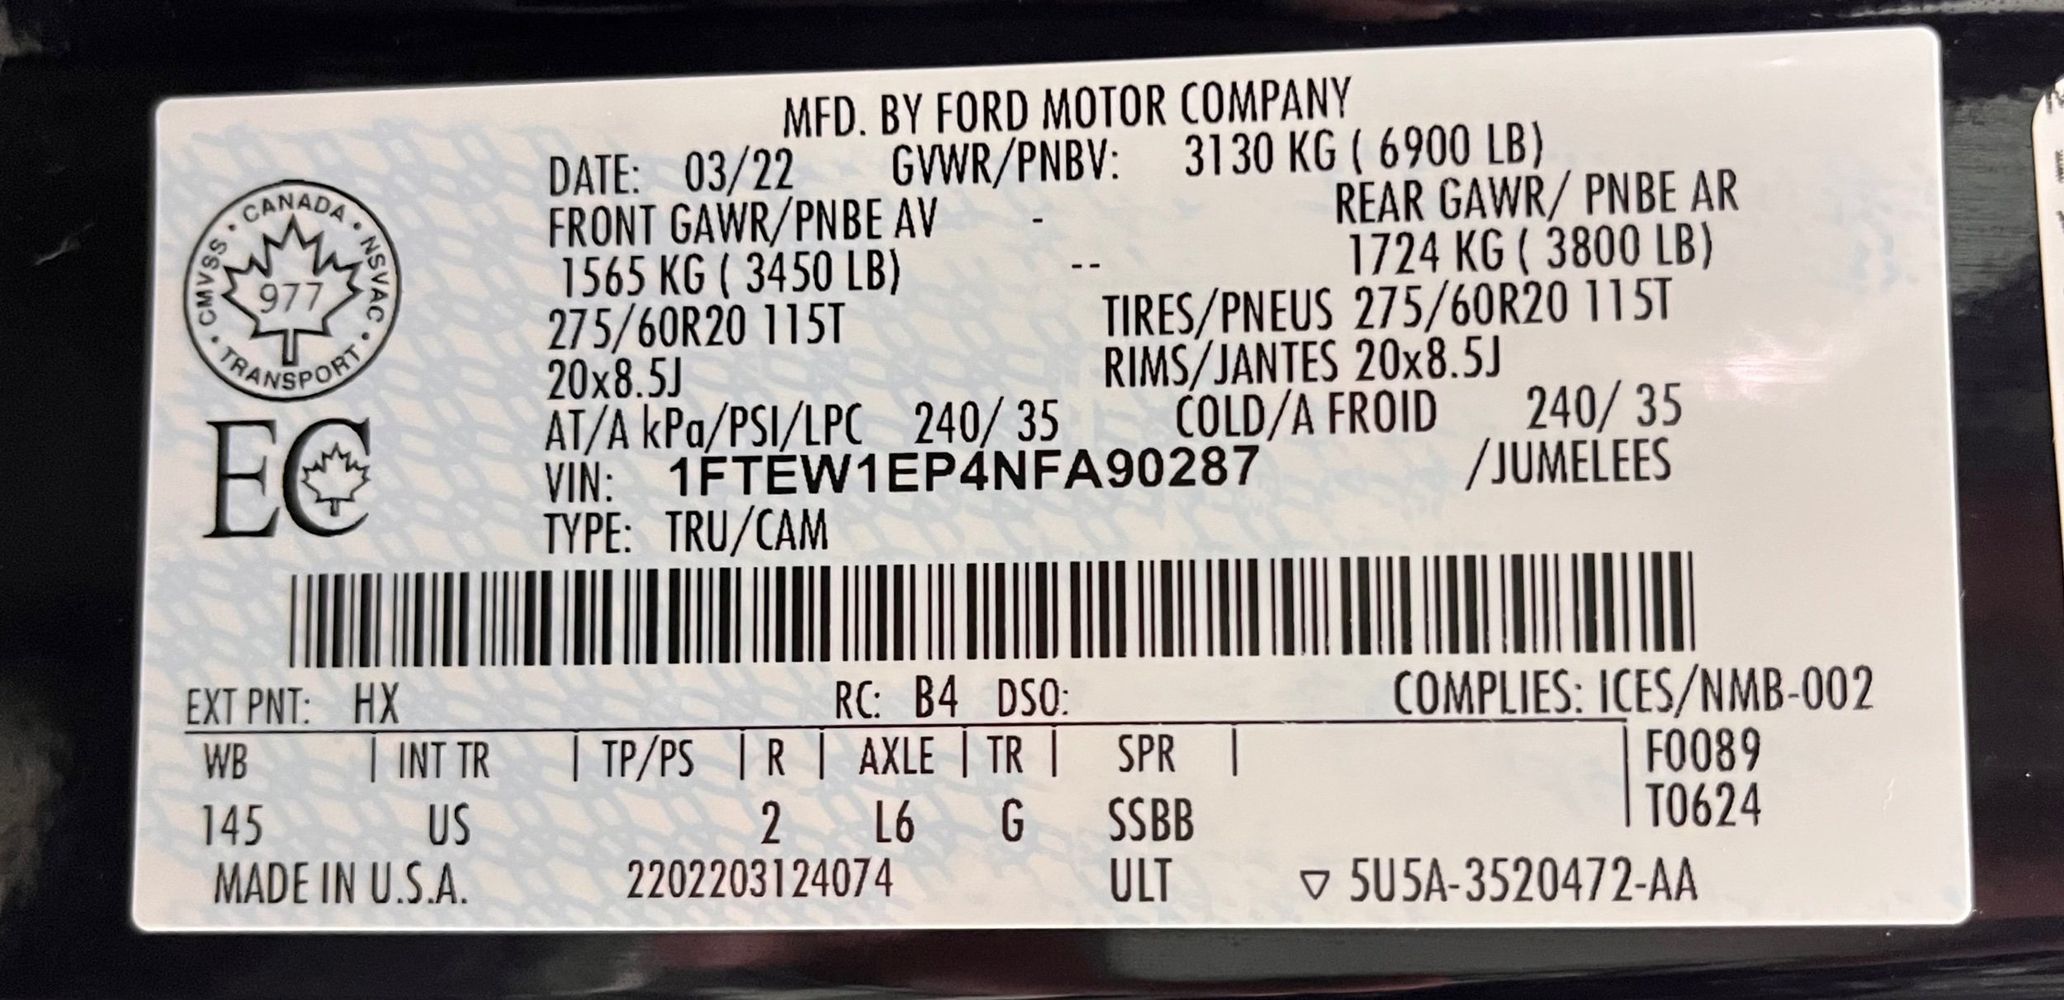 MFD. BY FORD MOTOR COMPANY
DATE: 03/22 GVWR/PNBV: 3130 KG ( 6900 LB)
FRONT GAWR/PNBE AV - REAR GAWR/ PNBE AR
1565 KG ( 3450 LB) -- 1724 KG ( 3800 LB)
275/60R20 115T TIRES/PNEUS 275/60R20 115T
20x8.5J RIMS/JANTES 20x8.5J
AT/A kPa/PSI/LPC 240/ 35 COLD/A FROID 240/ 35
VIN: 1FTEW1EP4NFA90287 /JUMELEES
TYPE: TRU/CAM
CANADA • NSVAC • TRANSPORT • CMVSS •
977
EC
EXT PNT: HX RC: B4 DSO: COMPLIES: ICES/NMB-002
WB | INT TR | TP/PS | R | AXLE | TR | SPR | F0089
145 US 2 L6 G SSBB T0624
MADE IN U.S.A. 2202203124074 ULT ▽ 5U5A-3520472-AA